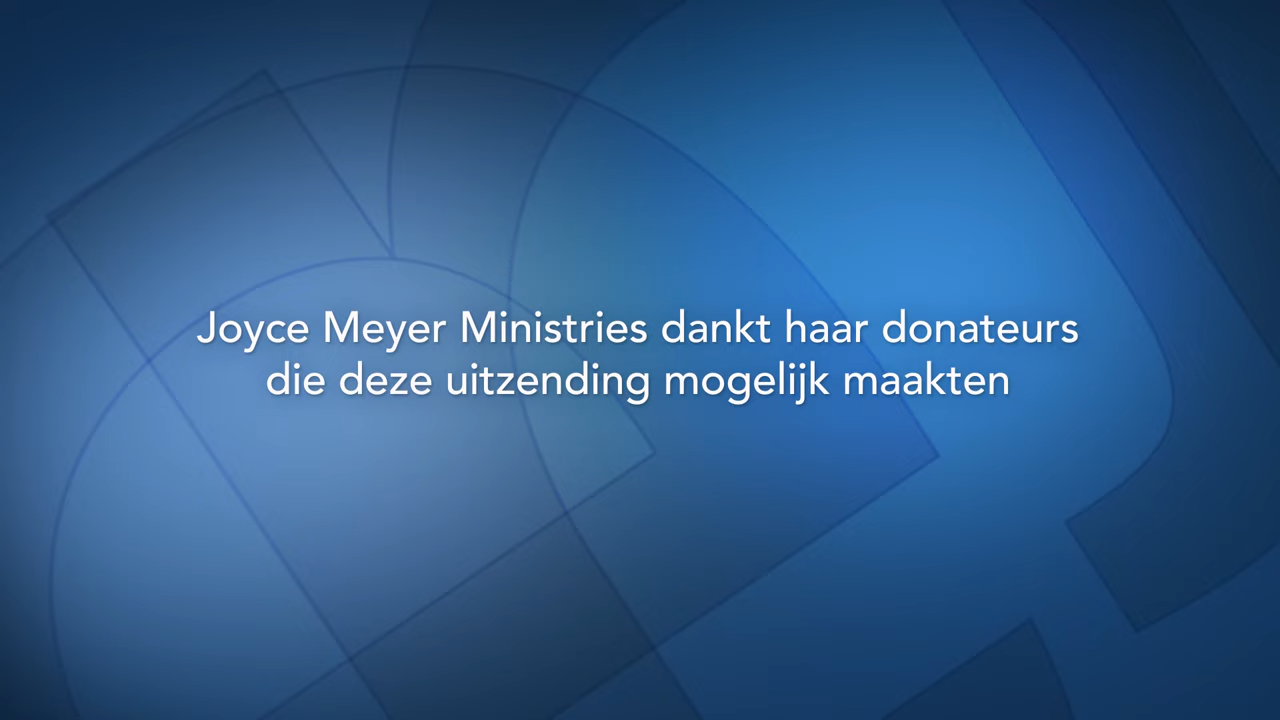 Joyce Meyer Ministries dankt haar donateurs
die deze uitzending mogelijk maakten